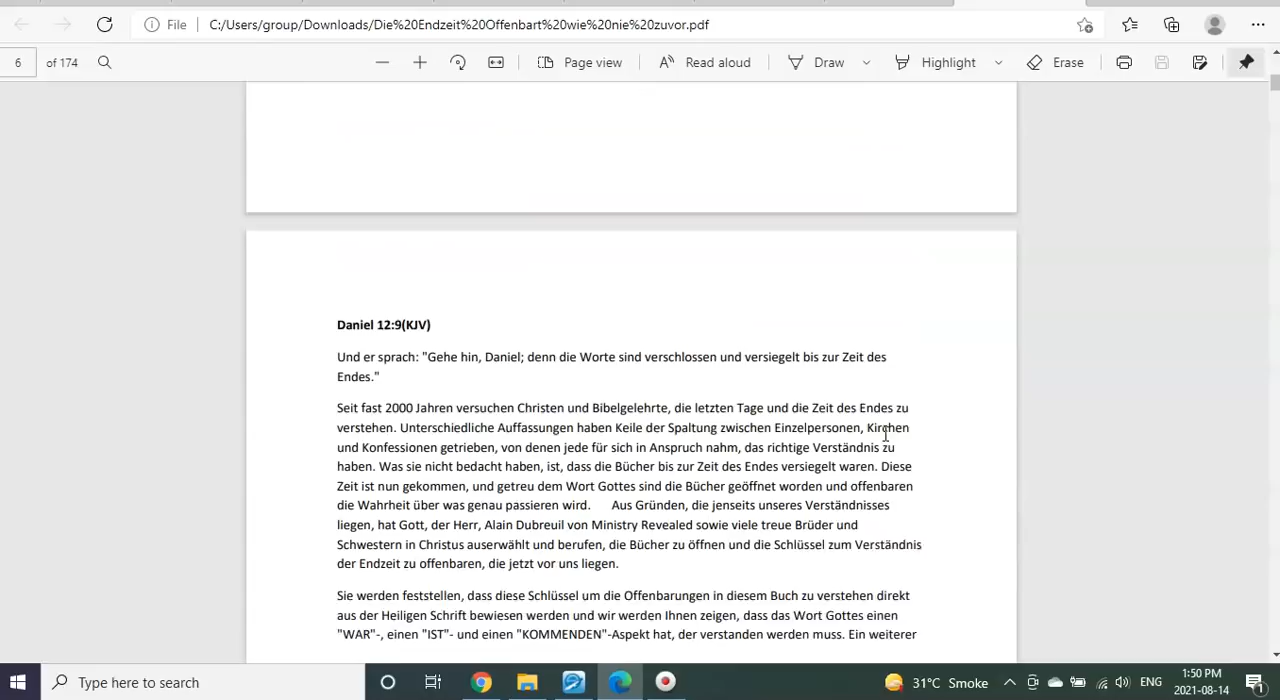 File C:/Users/group/Downloads/Die%20Endzeit%20Offenbart%20wie%20nie%20zuvor.pdf
6 of 174 Page view Read aloud Draw Highlight Erase
Daniel 12:9(KJV)
Und er sprach: "Gehe hin, Daniel; denn die Worte sind verschlossen und versiegelt bis zur Zeit des
Endes."
Seit fast 2000 Jahren versuchen Christen und Bibelgelehrte, die letzten Tage und die Zeit des Endes zu
verstehen. Unterschiedliche Auffassungen haben Keile der Spaltung zwischen Einzelpersonen, Kirchen
und Konfessionen getrieben, von denen jede für sich in Anspruch nahm, das richtige Verständnis zu
haben. Was sie nicht bedacht haben, ist, dass die Bücher bis zur Zeit des Endes versiegelt waren. Diese
Zeit ist nun gekommen, und getreu dem Wort Gottes sind die Bücher geöffnet worden und offenbaren
die Wahrheit über was genau passieren wird. Aus Gründen, die jenseits unseres Verständnisses
liegen, hat Gott, der Herr, Alain Dubreuil von Ministry Revealed sowie viele treue Brüder und
Schwestern in Christus auserwählt und berufen, die Bücher zu öffnen und die Schlüssel zum Verständnis
der Endzeit zu offenbaren, die jetzt vor uns liegen.
Sie werden feststellen, dass diese Schlüssel um die Offenbarungen in diesem Buch zu verstehen direkt
aus der Heiligen Schrift bewiesen werden und wir werden Ihnen zeigen, dass das Wort Gottes einen
"WAR"-, einen "IST"- und einen "KOMMENDEN"-Aspekt hat, der verstanden werden muss. Ein weiterer
Type here to search 31°C Smoke ENG 1:50 PM
2021-08-14